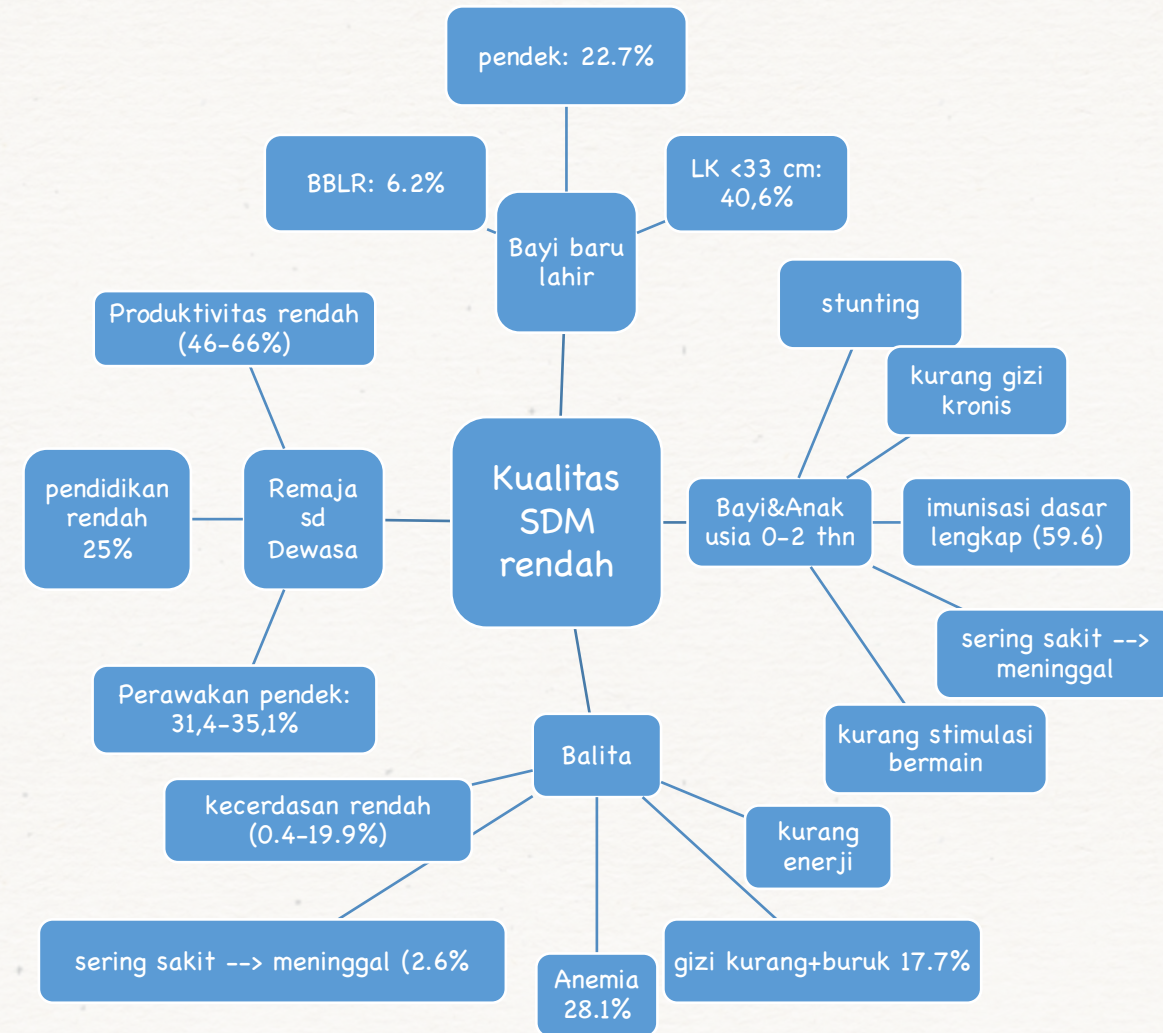 pendek: 22.7%
BBLR: 6.2%
LK <33 cm:
40,6%
Bayi baru
lahir
stunting
Produktivitas rendah
(46-66%)
kurang gizi
kronis
pendidikan
rendah
25%
Remaja
sd
Dewasa
Kualitas
SDM
rendah
Bayi&Anak
usia 0-2 thn
imunisasi dasar
lengkap (59.6)
sering sakit -->
meninggal
Perawakan pendek:
31,4-35,1%
kurang stimulasi
bermain
Balita
kecerdasan rendah
(0.4-19.9%)
kurang
enerji
sering sakit --> meninggal (2.6%
Anemia
28.1%
gizi kurang+buruk 17.7%